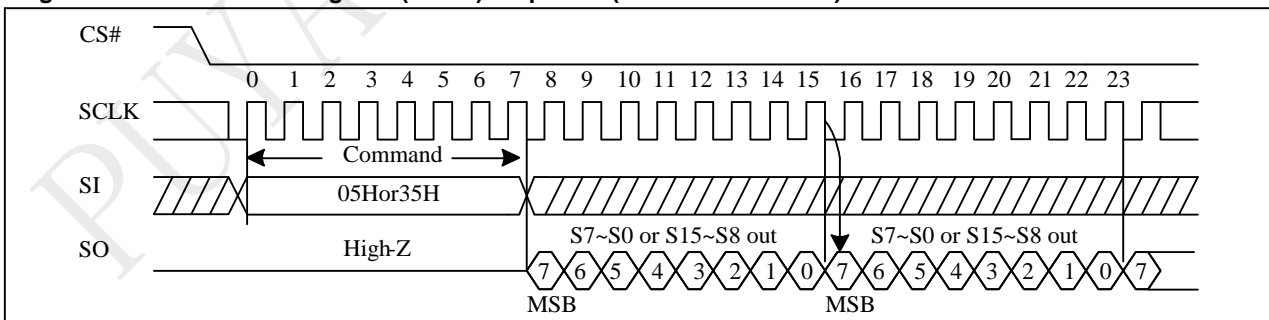 CS#
0 1 2 3 4 5 6 7 8 9 10 11 12 13 14 15 16 17 18 19 20 21 22 23
SCLK
Command
SI
05Hor35H
S7~S0 or S15~S8 out S7~S0 or S15~S8 out
SO
High-Z
7 6 5 4 3 2 1 0 7 6 5 4 3 2 1 0 7
MSB MSB